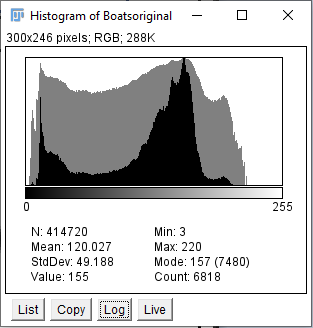 Histogram of Boatsoriginal
300x246 pixels; RGB; 288K
0 255
N: 414720 Min: 3
Mean: 120.027 Max: 220
StdDev: 49.188 Mode: 157 (7480)
Value: 155 Count: 6818
List Copy Log Live